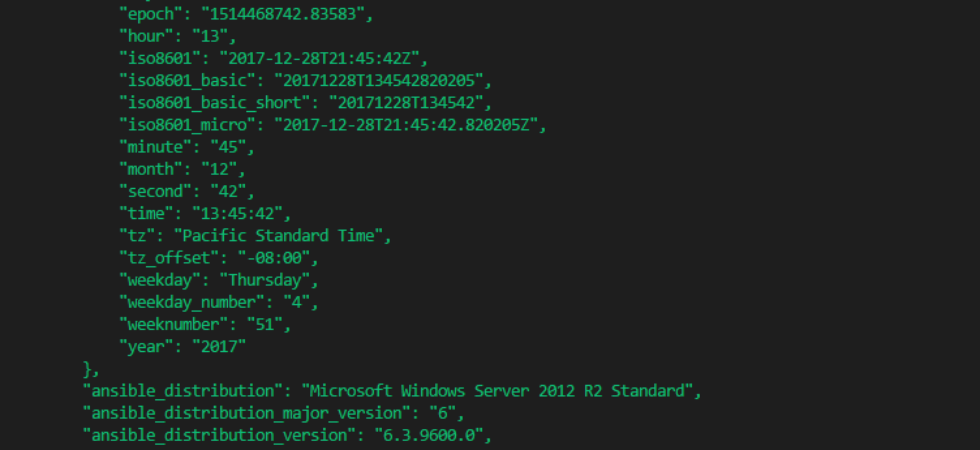 "epoch": "1514468742.83583",
"hour": "13",
"iso8601": "2017-12-28T21:45:42Z",
"iso8601_basic": "20171228T134542820205",
"iso8601_basic_short": "20171228T134542",
"iso8601_micro": "2017-12-28T21:45:42.820205Z",
"minute": "45",
"month": "12",
"second": "42",
"time": "13:45:42",
"tz": "Pacific Standard Time",
"tz_offset": "-08:00",
"weekday": "Thursday",
"weekday_number": "4",
"weeknumber": "51",
"year": "2017"
},
"ansible_distribution": "Microsoft Windows Server 2012 R2 Standard",
"ansible_distribution_major_version": "6",
"ansible_distribution_version": "6.3.9600.0",